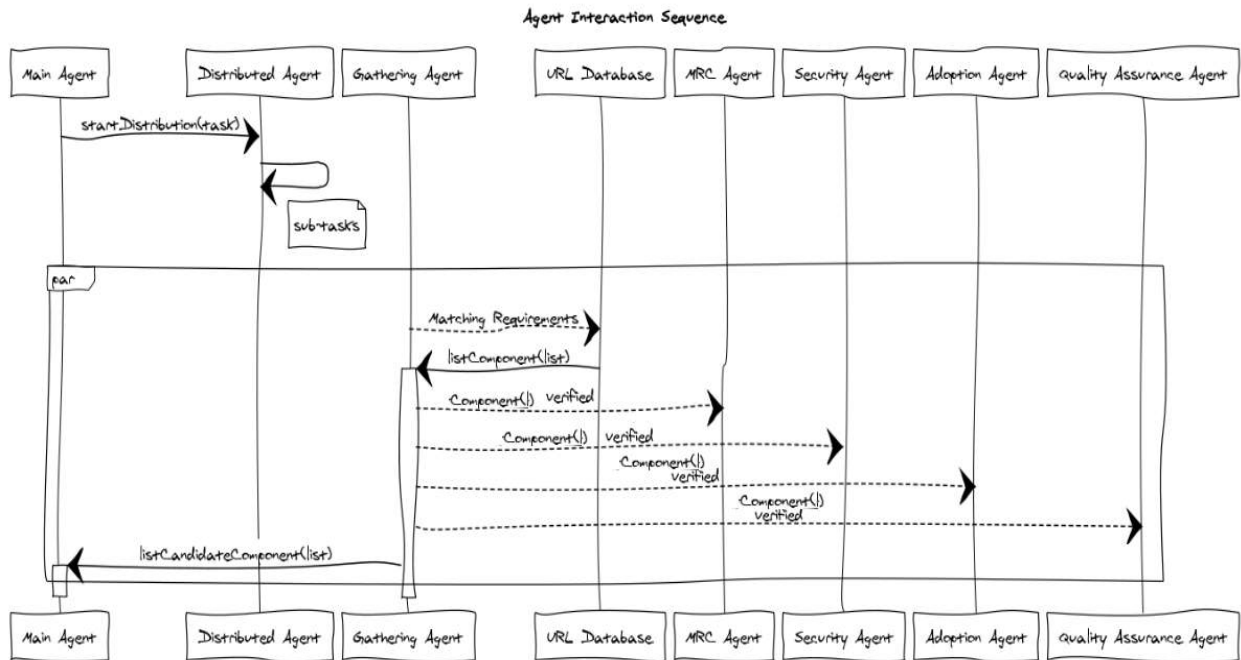 Agent Interaction Sequence
Main Agent
Distributed Agent
Gathering Agent
URL Database
MRC Agent
Security Agent
Adoption Agent
Quality Assurance Agent
startDistribution(task)
sub-tasks
par
Matching Requirements
listComponent(list)
Component(l) verified
Component(l) verified
Component(l)
verified
Component(l)
verified
listCandidateComponent(list)
Main Agent
Distributed Agent
Gathering Agent
URL Database
MRC Agent
Security Agent
Adoption Agent
Quality Assurance Agent